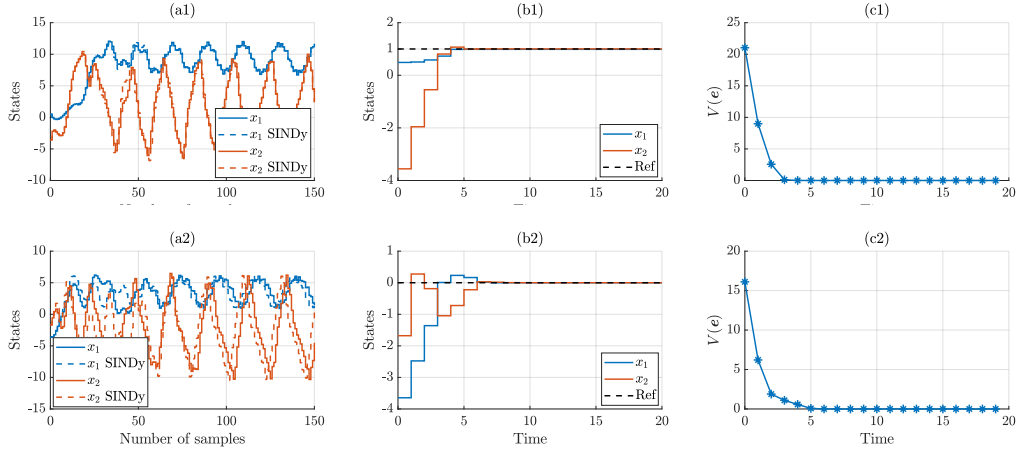 (a1)
15
10
5
0
-5
-10
States
0
50
100
150
x₁
x₁ SINDy
x₂
x₂ SINDy
(b1)
2
1
0
-2
-4
States
0
5
10
15
20
x₁
x₂
Ref
(c1)
25
20
15
10
5
0
V(e)
0
5
10
15
20
(a2)
10
5
0
-5
-10
-15
States
0
50
100
150
Number of samples
x₁
x₁ SINDy
x₂
x₂ SINDy
(b2)
1
0
-1
-2
-3
-4
States
0
5
10
15
20
Time
x₁
x₂
Ref
(c2)
20
15
10
5
0
V(e)
0
5
10
15
20
Time